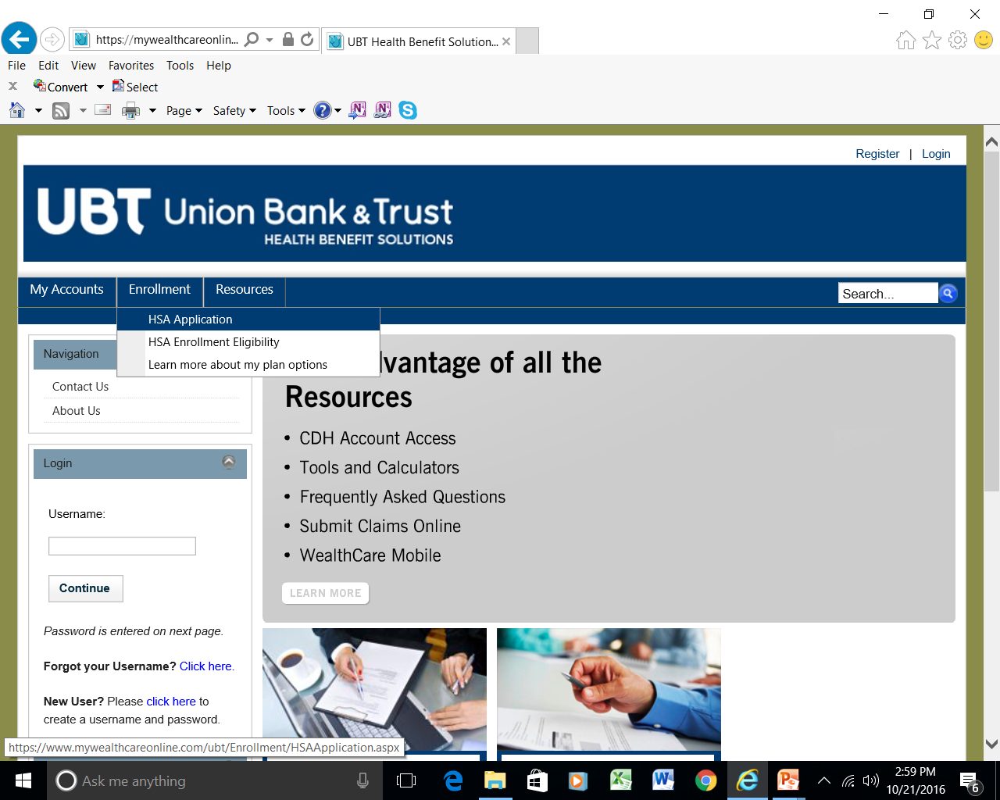 https://mywealthcareonlin...
UBT Health Benefit Solution...
File Edit View Favorites Tools Help
x Convert Select
Page Safety Tools
Register | Login
UBT Union Bank & Trust
HEALTH BENEFIT SOLUTIONS
My Accounts Enrollment Resources
Search...
HSA Application
HSA Enrollment Eligibility
Learn more about my plan options
Navigation
Contact Us
About Us
vantage of all the
Resources
• CDH Account Access
• Tools and Calculators
• Frequently Asked Questions
• Submit Claims Online
• WealthCare Mobile
LEARN MORE
Login
Username:
Continue
Password is entered on next page.
Forgot your Username? Click here.
New User? Please click here to
create a username and password.
https://www.mywealthcareonline.com/ubt/Enrollment/HSAApplication.aspx
Ask me anything
2:59 PM
10/21/2016
6